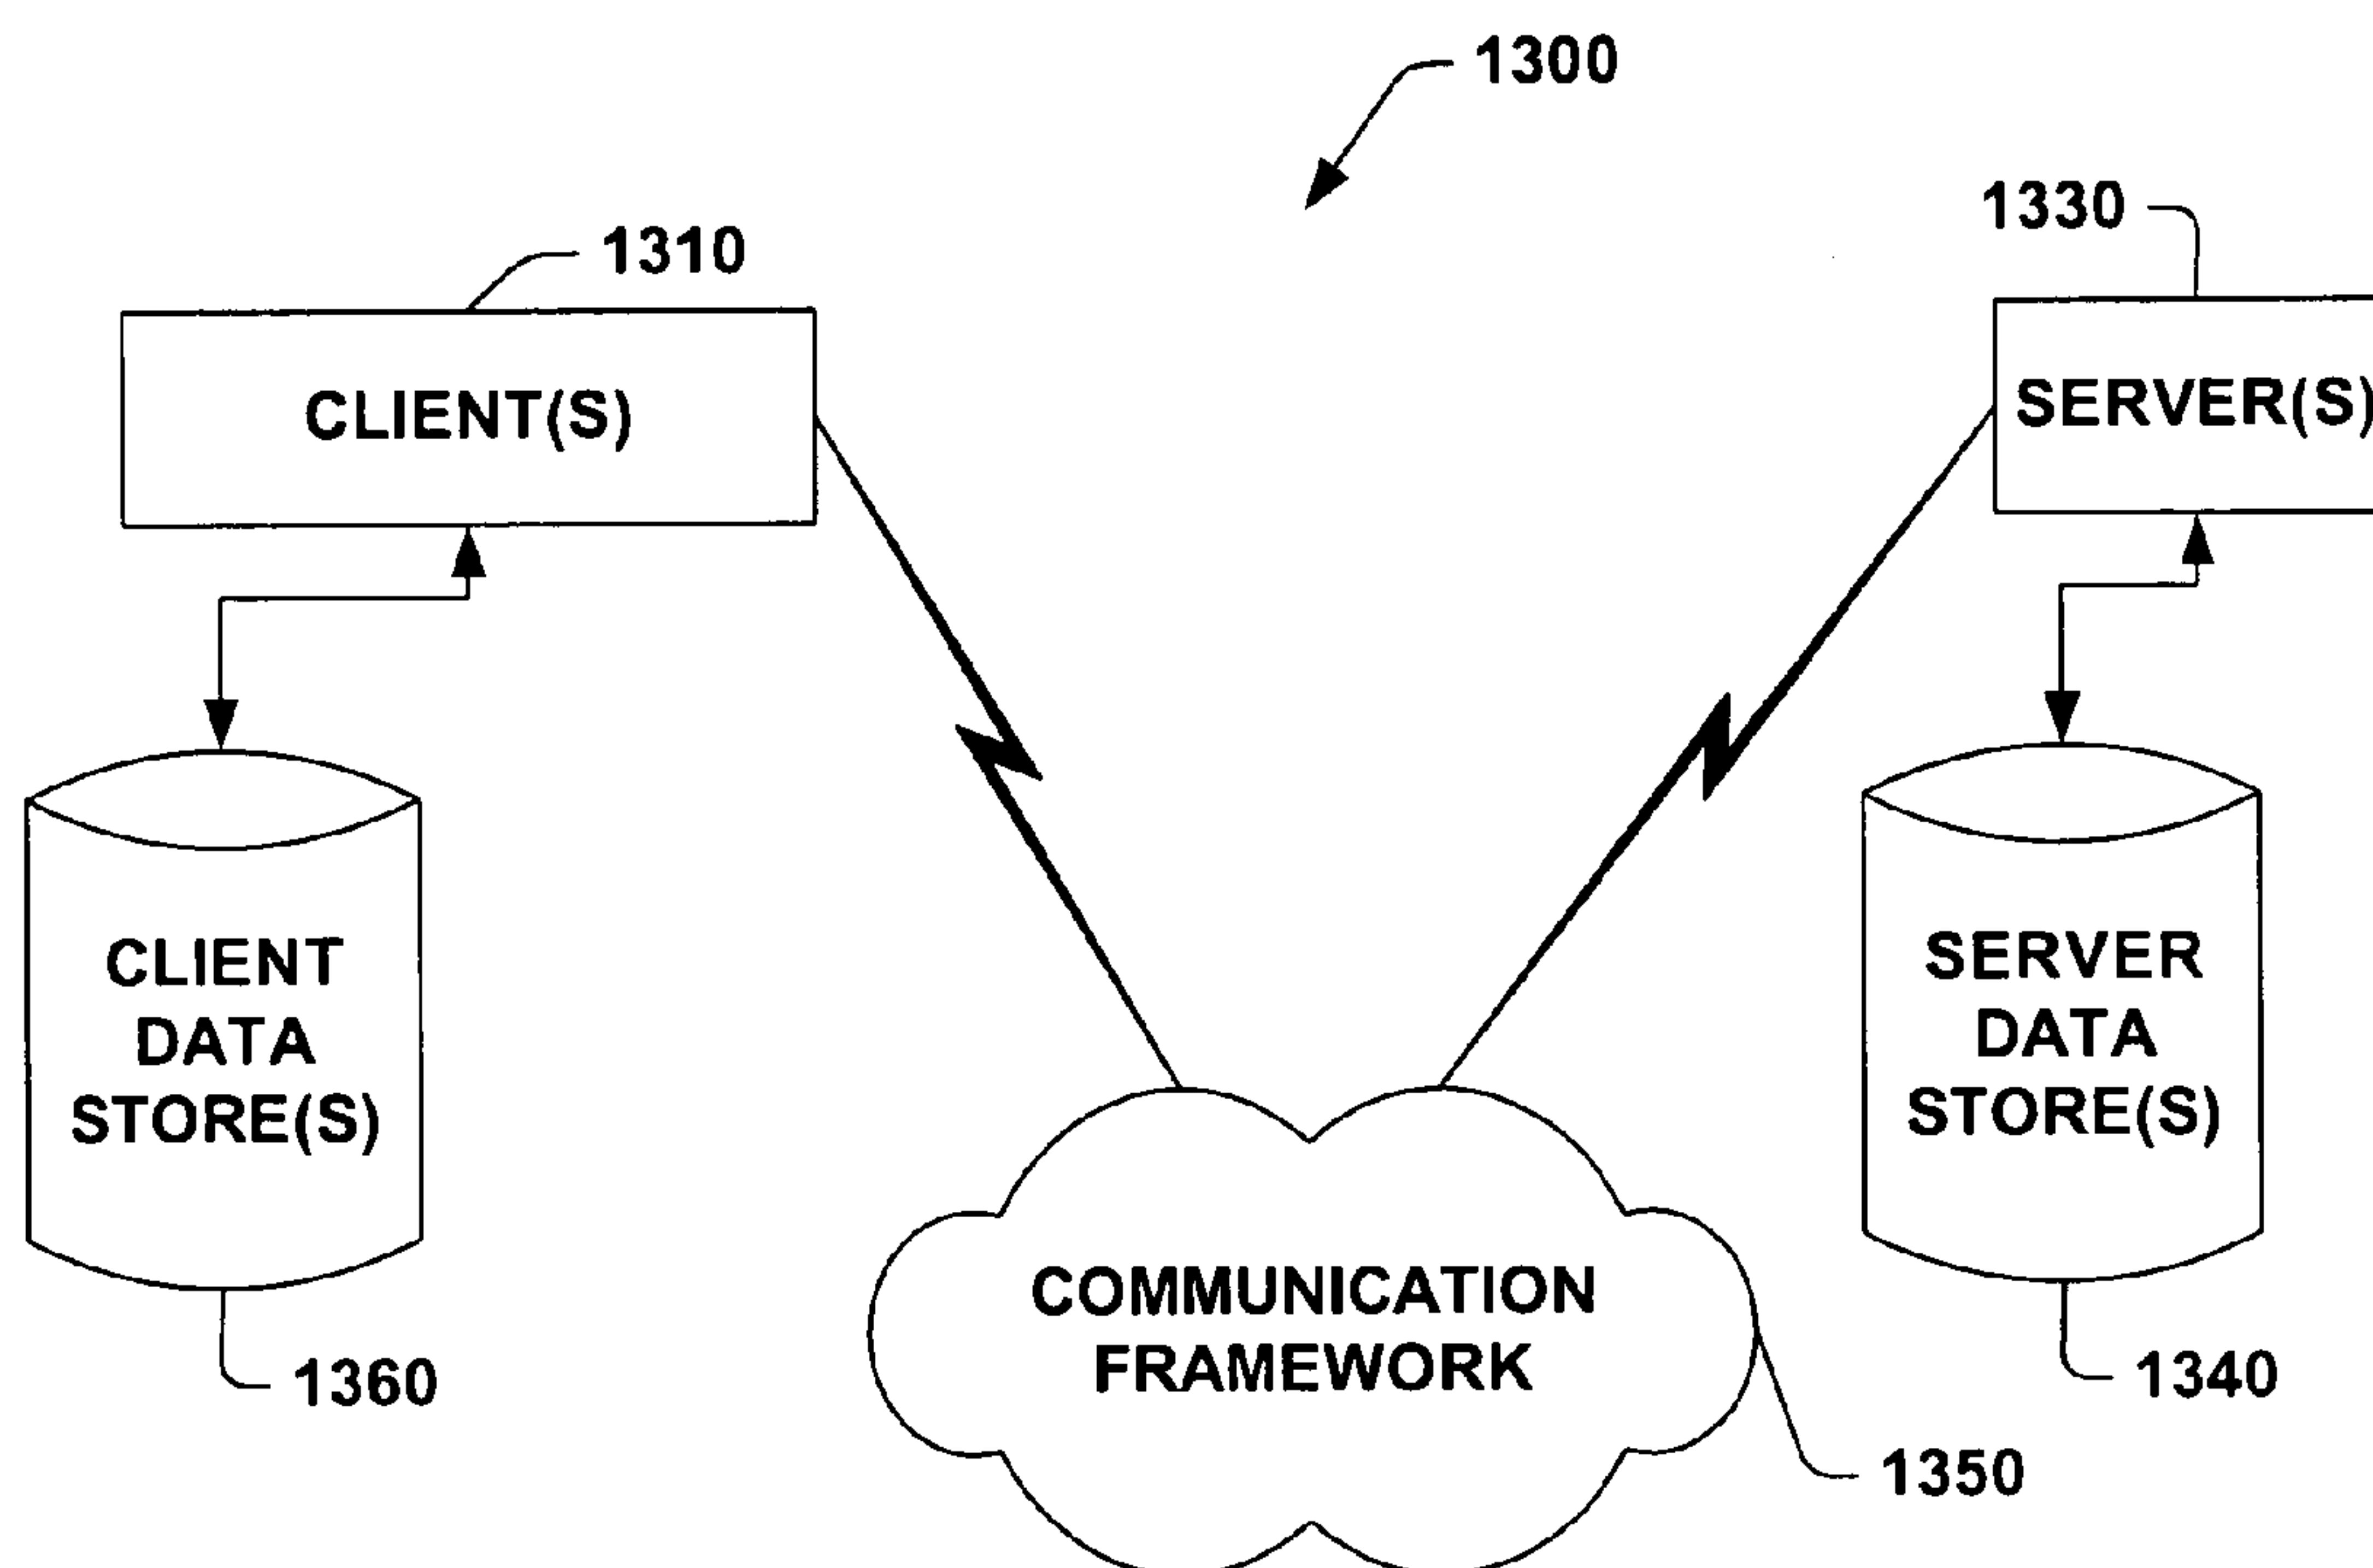 1300
1310
1330
CLIENT(S)
SERVER(S)
CLIENT
DATA
STORE(S)
SERVER
DATA
STORE(S)
COMMUNICATION
FRAMEWORK
1360
1340
1350